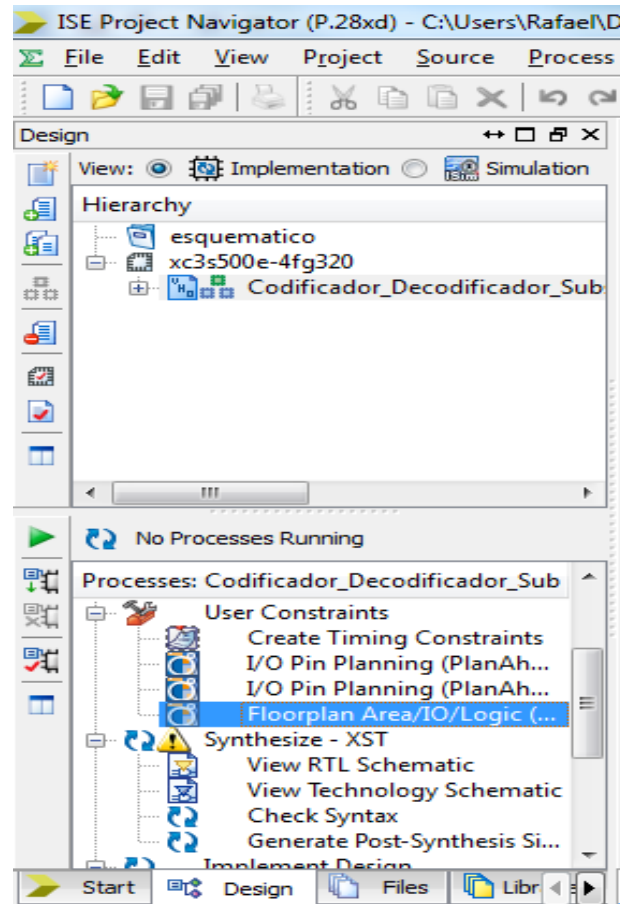 ISE Project Navigator (P.28xd) - C:\Users\Rafael\D
File Edit View Project Source Process
Design
View: Implementation Simulation
Hierarchy
esquematico
xc3s500e-4fg320
Codificador_Decodificador_Sub
No Processes Running
Processes: Codificador_Decodificador_Sub
User Constraints
Create Timing Constraints
I/O Pin Planning (PlanAh...
I/O Pin Planning (PlanAh...
Floorplan Area/IO/Logic (...
Synthesize - XST
View RTL Schematic
View Technology Schematic
Check Syntax
Generate Post-Synthesis Si...
Implement Design
Start Design Files Libr